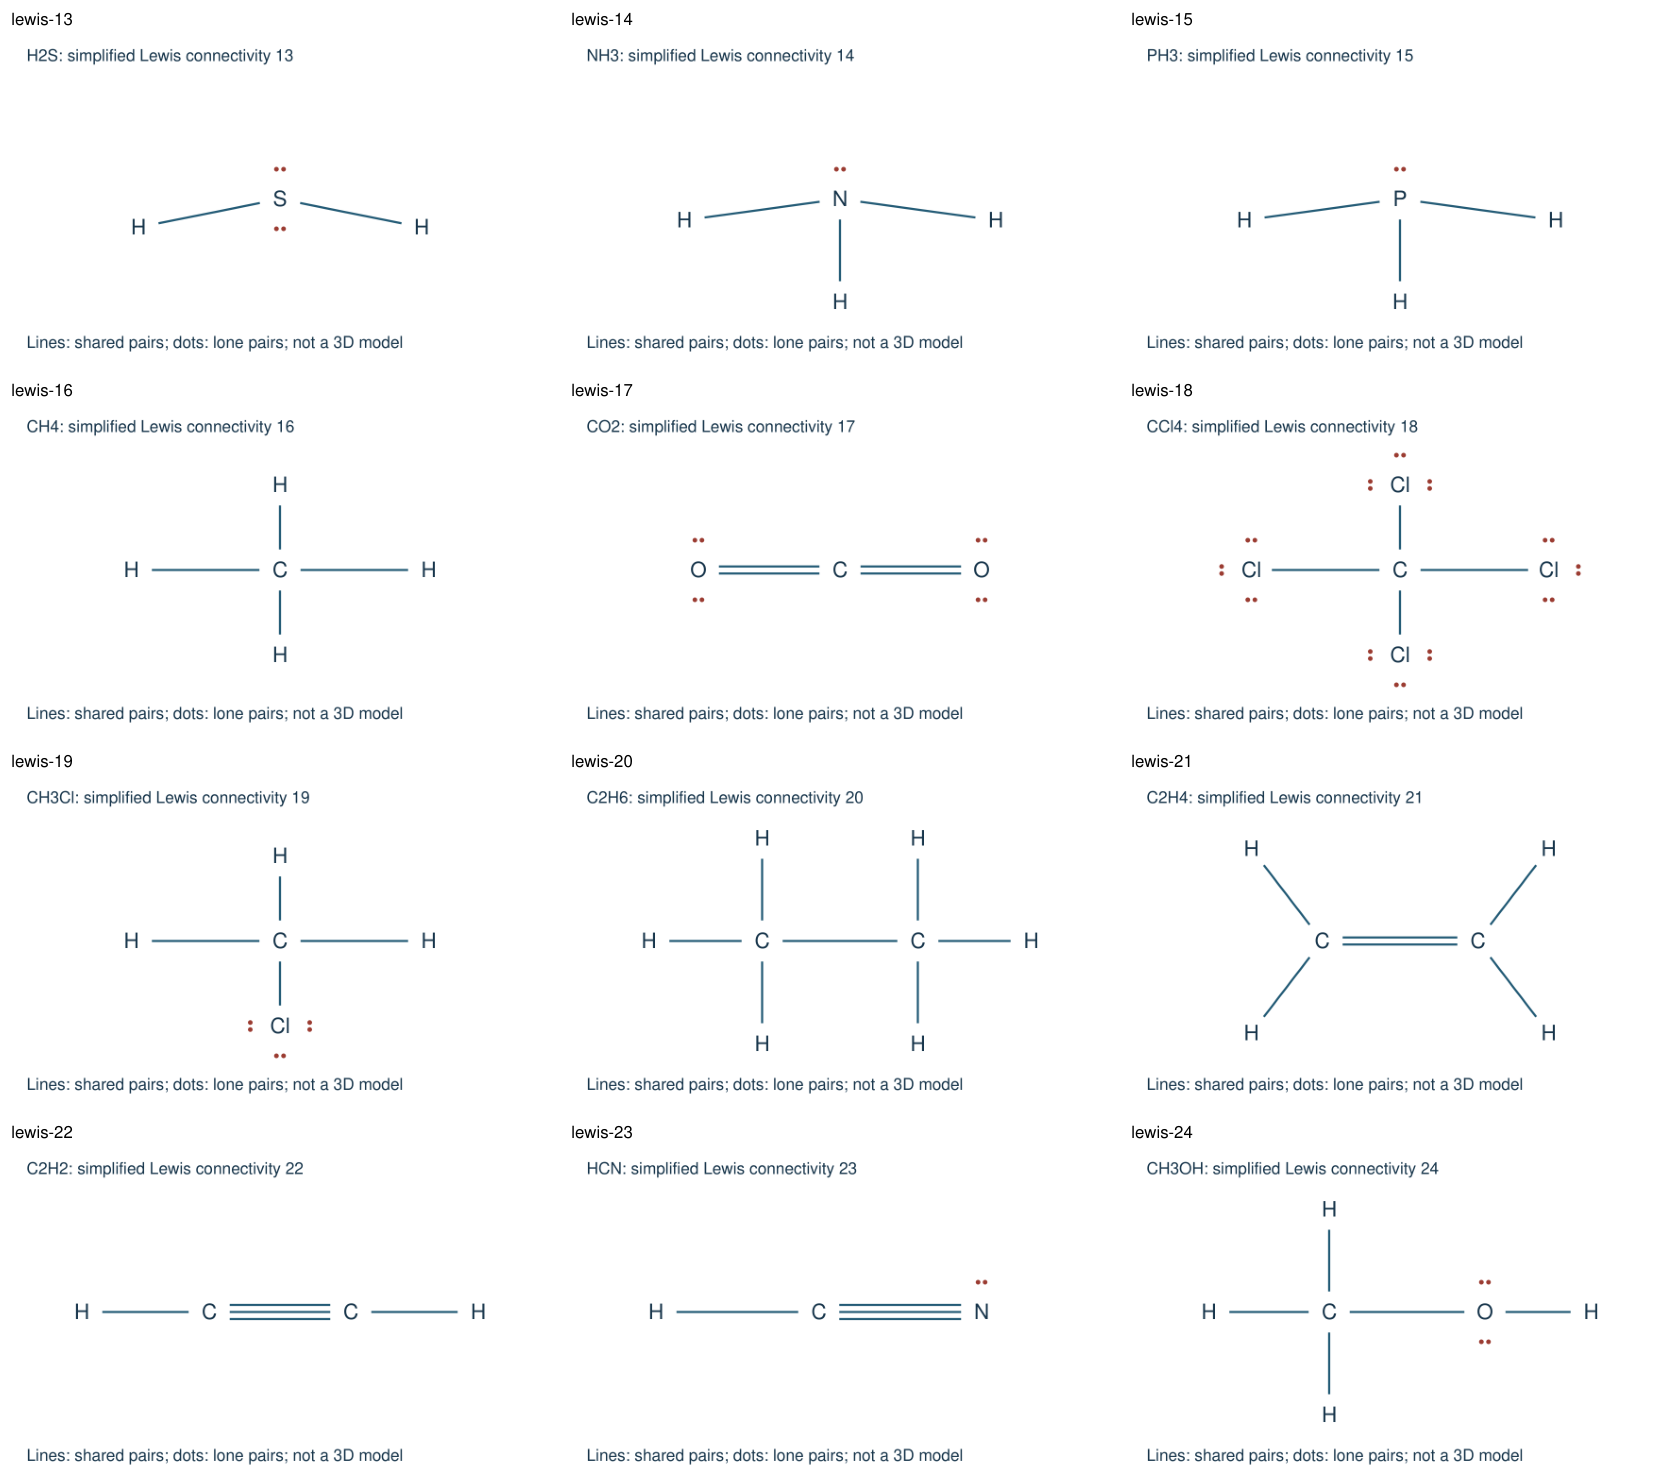 lewis-13
H2S: simplified Lewis connectivity 13
S
H
H
Lines: shared pairs; dots: lone pairs; not a 3D model
lewis-14
NH3: simplified Lewis connectivity 14
N
H
H
H
Lines: shared pairs; dots: lone pairs; not a 3D model
lewis-15
PH3: simplified Lewis connectivity 15
P
H
H
H
Lines: shared pairs; dots: lone pairs; not a 3D model
lewis-16
CH4: simplified Lewis connectivity 16
H
H C H
H
Lines: shared pairs; dots: lone pairs; not a 3D model
lewis-17
CO2: simplified Lewis connectivity 17
O C O
Lines: shared pairs; dots: lone pairs; not a 3D model
lewis-18
CCl4: simplified Lewis connectivity 18
Cl
Cl C Cl
Cl
Lines: shared pairs; dots: lone pairs; not a 3D model
lewis-19
CH3Cl: simplified Lewis connectivity 19
H
H C H
Cl
Lines: shared pairs; dots: lone pairs; not a 3D model
lewis-20
C2H6: simplified Lewis connectivity 20
H H
H C C H
H H
Lines: shared pairs; dots: lone pairs; not a 3D model
lewis-21
C2H4: simplified Lewis connectivity 21
H H
C C
H H
Lines: shared pairs; dots: lone pairs; not a 3D model
lewis-22
C2H2: simplified Lewis connectivity 22
H C C H
Lines: shared pairs; dots: lone pairs; not a 3D model
lewis-23
HCN: simplified Lewis connectivity 23
H C N
Lines: shared pairs; dots: lone pairs; not a 3D model
lewis-24
CH3OH: simplified Lewis connectivity 24
H
H C O H
H
Lines: shared pairs; dots: lone pairs; not a 3D model